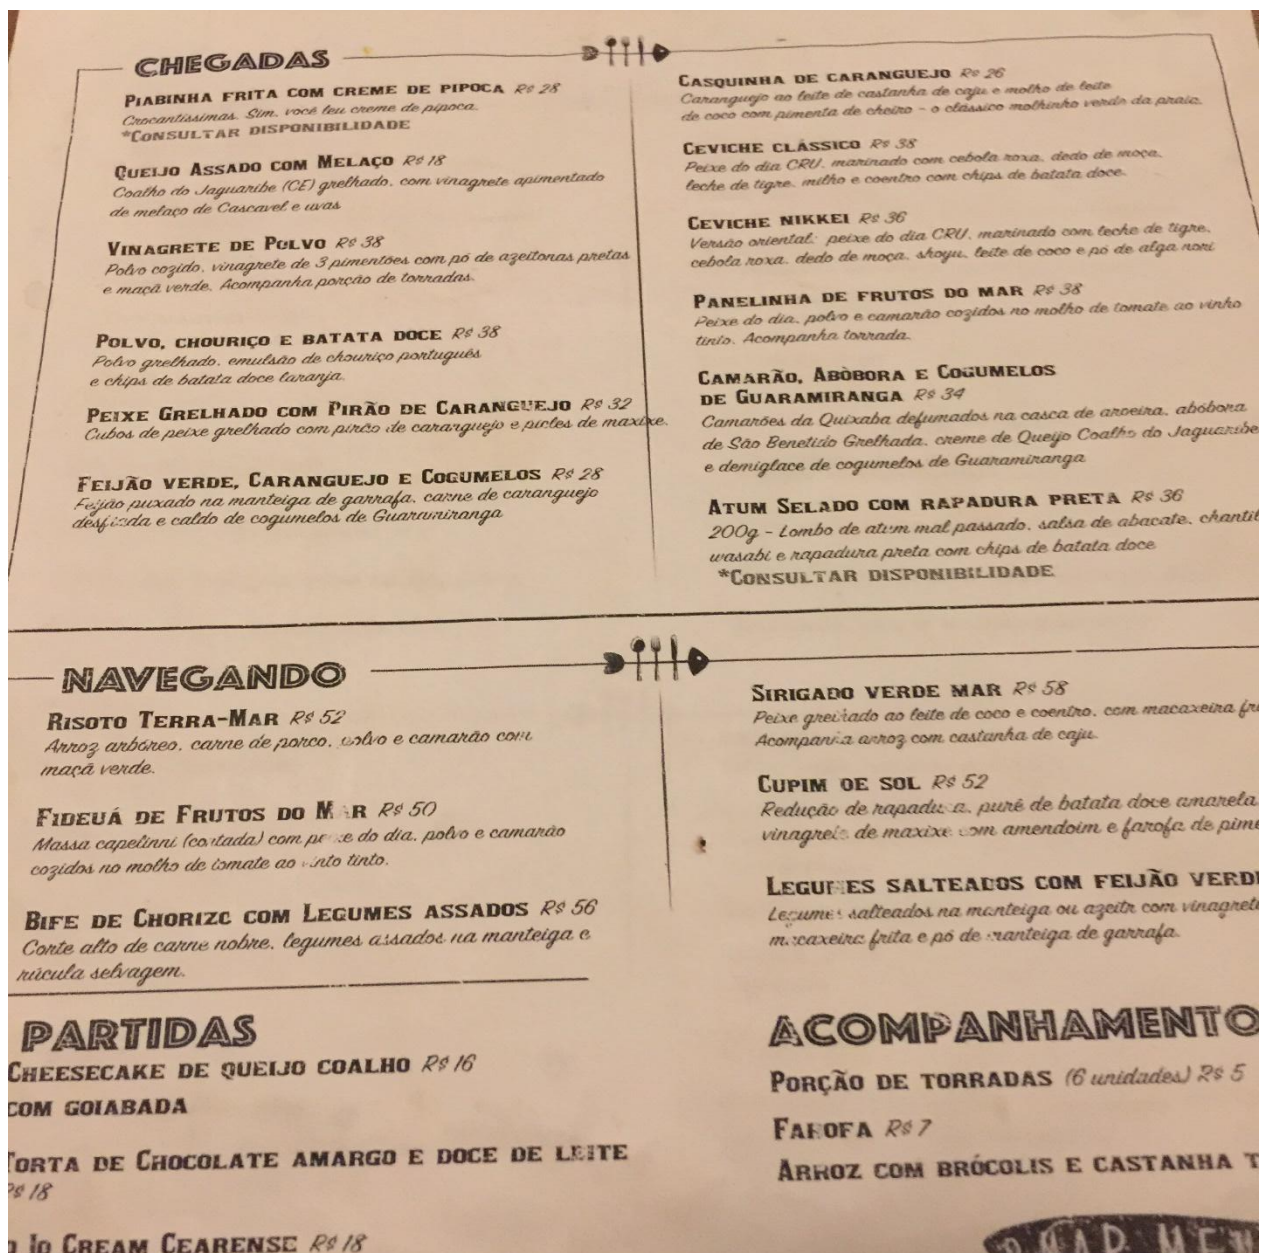 CHEGADAS
PIABINHA FRITA COM CREME DE PIPOCA R$ 28
Crocantíssimas. Sim, você leu creme de pipoca.
*CONSULTAR DISPONIBILIDADE
QUEIJO ASSADO COM MELAÇO R$ 18
Coalho do Jaguaribe (CE) grelhado, com vinagrete apimentado
de melaço de Cascavel e uvas
VINAGRETE DE POLVO R$ 38
Polvo cozido, vinagrete de 3 pimentões com pó de azeitonas pretas
e maçã verde. Acompanha porção de torradas.
POLVO, CHOURIÇO E BATATA DOCE R$ 38
Polvo grelhado, emulsão de chouriço português
e chips de batata doce laranja.
PEIXE GRELHADO COM PIRÃO DE CARANGUEJO R$ 32
Cubos de peixe grelhado com pirão de caranguejo e picles de maxixe.
FEIJÃO VERDE, CARANGUEJO E COGUMELOS R$ 28
Feijão puxado na manteiga de garrafa, carne de caranguejo
desfiada e caldo de cogumelos de Guaramiranga
CASQUINHA DE CARANGUEJO R$ 26
Caranguejo ao leite de castanha de caju e molho de leite
de coco com pimenta de cheiro - o clássico molhinho verde da praia.
CEVICHE CLÁSSICO R$ 38
Peixe do dia CRU, marinado com cebola roxa, dedo de moça,
leche de tigre, milho e coentro com chips de batata doce.
CEVICHE NIKKEI R$ 36
Versão oriental: peixe do dia CRU, marinado com leche de tigre,
cebola roxa, dedo de moça, shoyu, leite de coco e pó de alga nori
PANELINHA DE FRUTOS DO MAR R$ 38
Peixe do dia, polvo e camarão cozidos no molho de tomate ao vinho
tinto. Acompanha torrada.
CAMARÃO, ABÒBORA E COGUMELOS
DE GUARAMIRANGA R$ 34
Camarões da Quixaba defumados na casca de aroeira, abóbora
de São Benetido Grelhada, creme de Queijo Coalho do Jaguaribe
e demiglace de cogumelos de Guaramiranga
ATUM SELADO COM RAPADURA PRETA R$ 36
200g - Lombo de atum mal passado, salsa de abacate, chantil
wasabi e rapadura preta com chips de batata doce
*CONSULTAR DISPONIBILIDADE
NAVEGANDO
RISOTO TERRA-MAR R$ 52
Arroz arbóreo, carne de porco, polvo e camarão com
maçã verde.
FIDEUÁ DE FRUTOS DO MAR R$ 50
Massa capelinni (cortada) com peixe do dia, polvo e camarão
cozidos no molho de tomate ao vinto tinto.
BIFE DE CHORIZO COM LEGUMES ASSADOS R$ 56
Corte alto de carne nobre, legumes assados na manteiga e
rúcula selvagem.
SIRIGADO VERDE MAR R$ 58
Peixe grelhado ao leite de coco e coentro, com macaxeira fri
Acompanha arroz com castanha de caju.
CUPIM DE SOL R$ 52
Redução de rapadura, purê de batata doce amarela
vinagrete de maxixe com amendoim e farofa de pime
LEGUMES SALTEADOS COM FEIJÃO VERD
Legumes salteados na manteiga ou azeite com vinagrete
macaxeira frita e pó de manteiga de garrafa.
PARTIDAS
CHEESECAKE DE QUEIJO COALHO R$ 16
COM GOIABADA
TORTA DE CHOCOLATE AMARGO E DOCE DE LEITE
R$ 18
CREAM CEARENSE R$ 18
ACOMPANHAMENTO
PORÇÃO DE TORRADAS (6 unidades) R$ 5
FAROFA R$ 7
ARROZ COM BRÓCOLIS E CASTANHA T